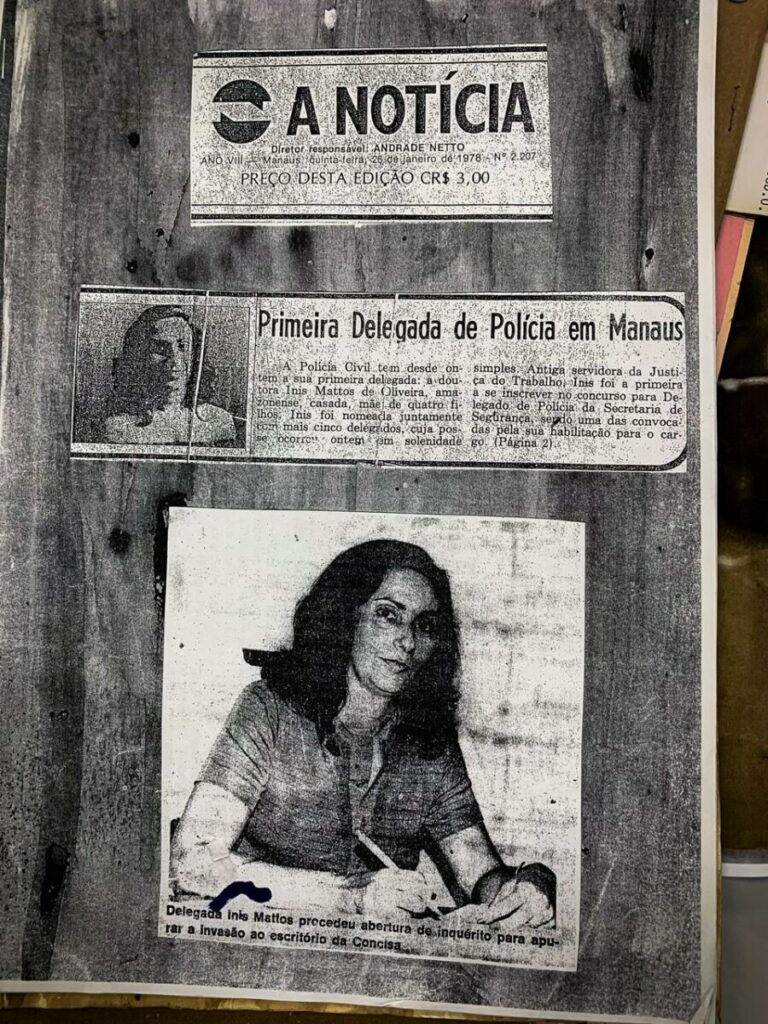 A NOTÍCIA
Diretor responsável: ANDRADE NETTO
ANO VIII — Manaus, quinta-feira, 26 de janeiro de 1978 - Nº 2.207
PREÇO DESTA EDIÇÃO CR$ 3,00
Primeira Delegada de Polícia em Manaus
A Polícia Civil tem desde on-
tem a sua primeira delegada: a dou-
tora Inis Mattos de Oliveira, ama-
zonense, casada, mãe de quatro fi-
lhos. Inis foi nomeada juntamente
com mais cinco delegados, cuja pos-
se ocorreu ontem em solenidade
simples. Antiga servidora da Justi-
ça do Trabalho, Inis foi a primeira
a se inscrever no concurso para De-
legado de Polícia da Secretaria de
Segurança, sendo uma das convoca-
das pela sua habilitação para o car-
go. (Página 2).
Delegada Inis Mattos procedeu abertura de inquérito para apu-
rar a invasão ao escritório da Concisa